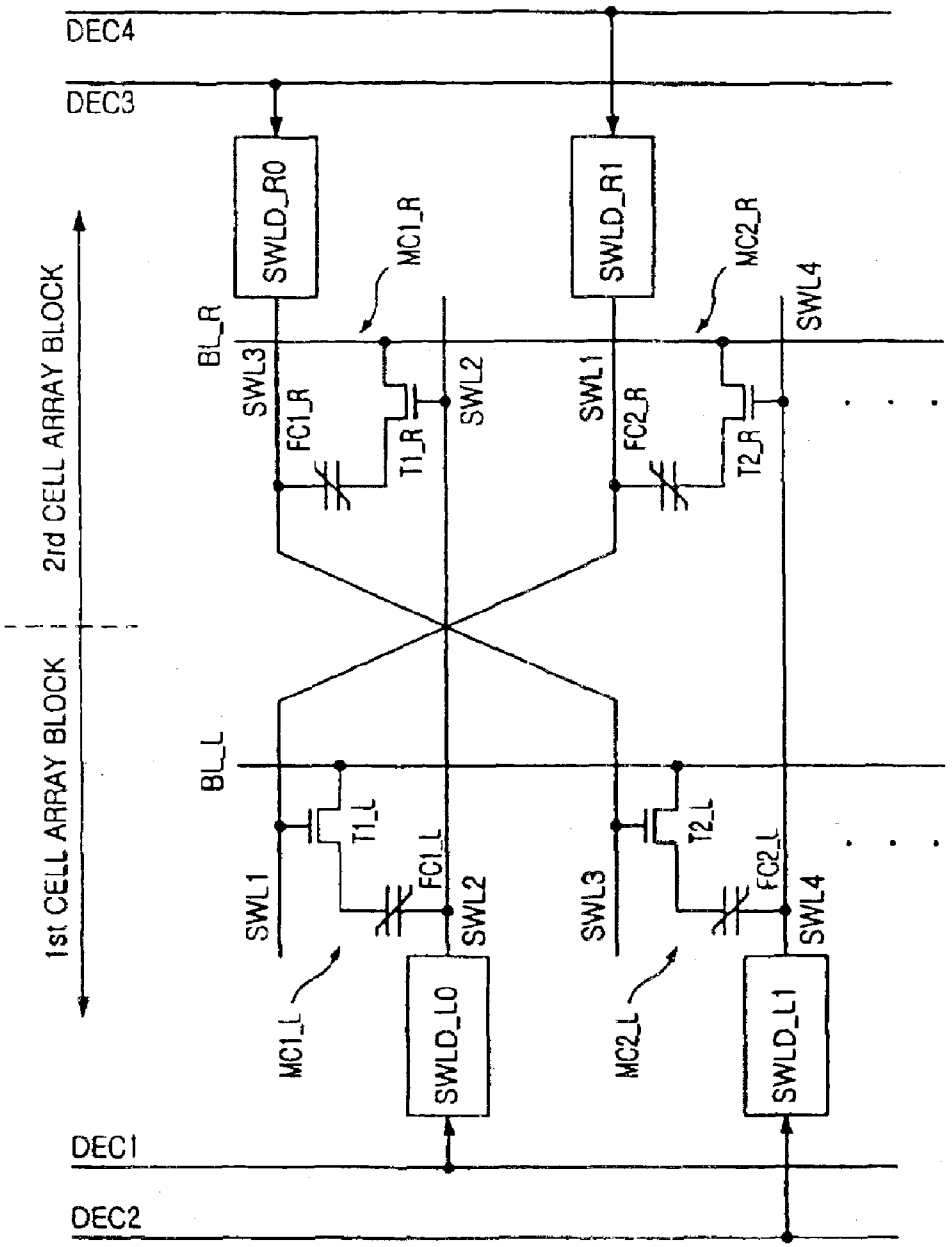 DEC4
DEC3
SWLD_R0
SWLD_R1
2rd CELL ARRAY BLOCK
MC1_R
MC2_R
BL_R
SWL3
FC1_R
T1_R
SWL2
SWL1
FC2_R
T2_R
SWL4
. . . .
1st CELL ARRAY BLOCK
BL_L
SWL1
T1_L
FC1_L
SWL2
SWL3
T2_L
FC2_L
SWL4
. . . .
MC1_L
MC2_L
SWLD_L0
SWLD_L1
DEC1
DEC2